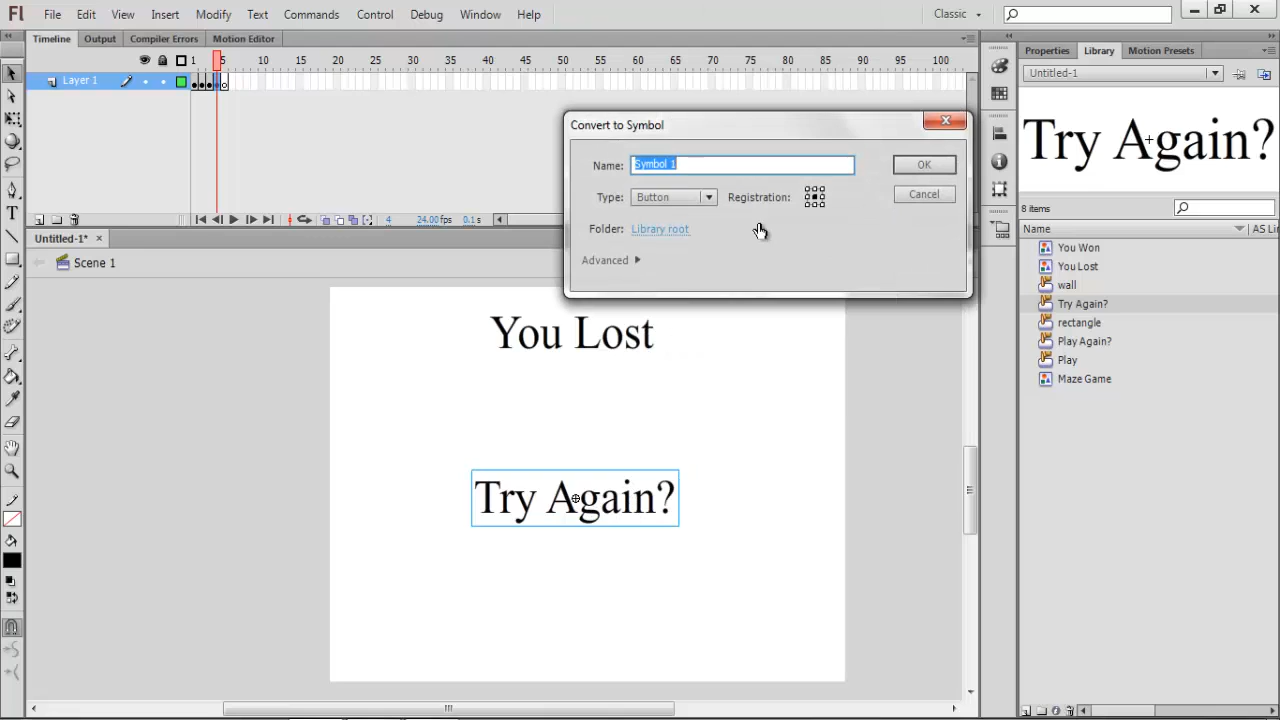 Fl File Edit View Insert Modify Text Commands Control Debug Window Help Classic
Timeline Output Compiler Errors Motion Editor
1 5 10 15 20 25 30 35 40 45 50 55 60 65 70 75 80 85 90 95 100
Layer 1
4 24.00fps 0.1s
Untitled-1*
Scene 1
Convert to Symbol
Name: Symbol 1 OK
Type: Button Registration: Cancel
Folder: Library root
Advanced
You Lost
Try Again?
Properties Library Motion Presets
Untitled-1
Try Again?
8 items
Name AS Lin
You Won
You Lost
wall
Try Again?
rectangle
Play Again?
Play
Maze Game